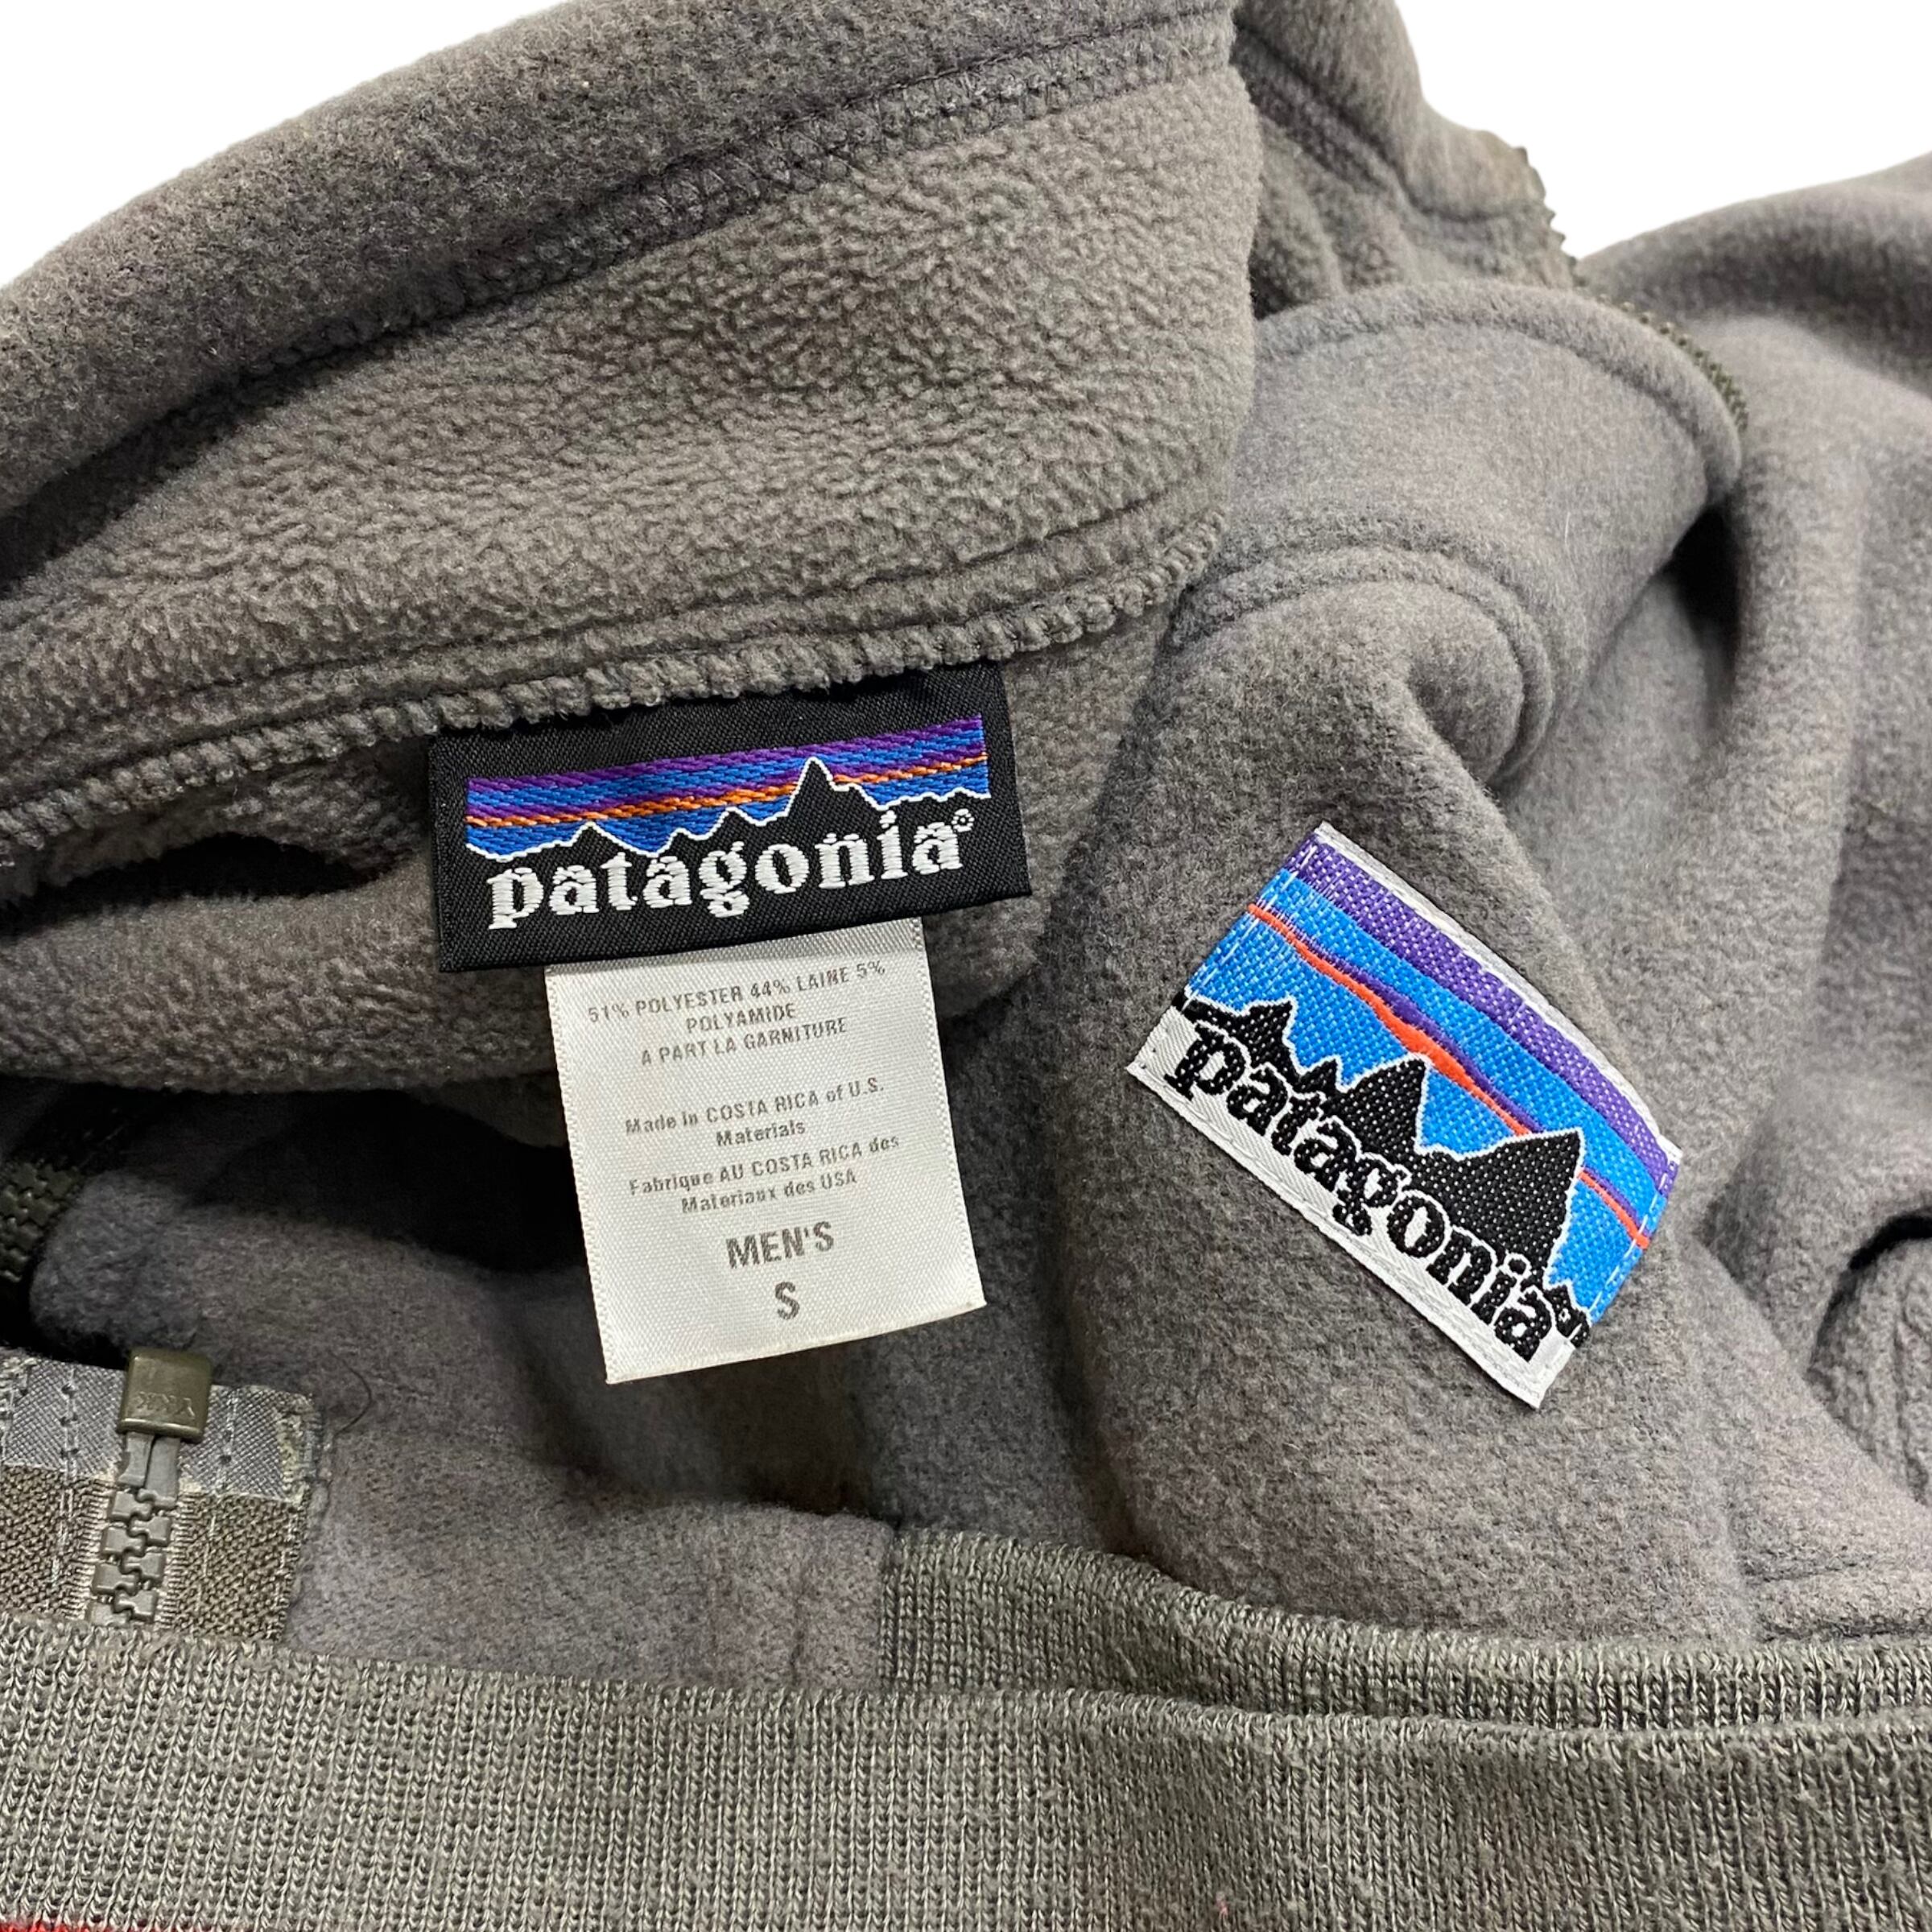 patagonia®
51% POLYESTER 44% LAINE 5%
POLYAMIDE
A PART LA GARNITURE
Made in COSTA RICA of U.S.
Materials
Fabrique AU COSTA RICA des
Materiaux des USA
MEN'S
S
patagonia®
YKK